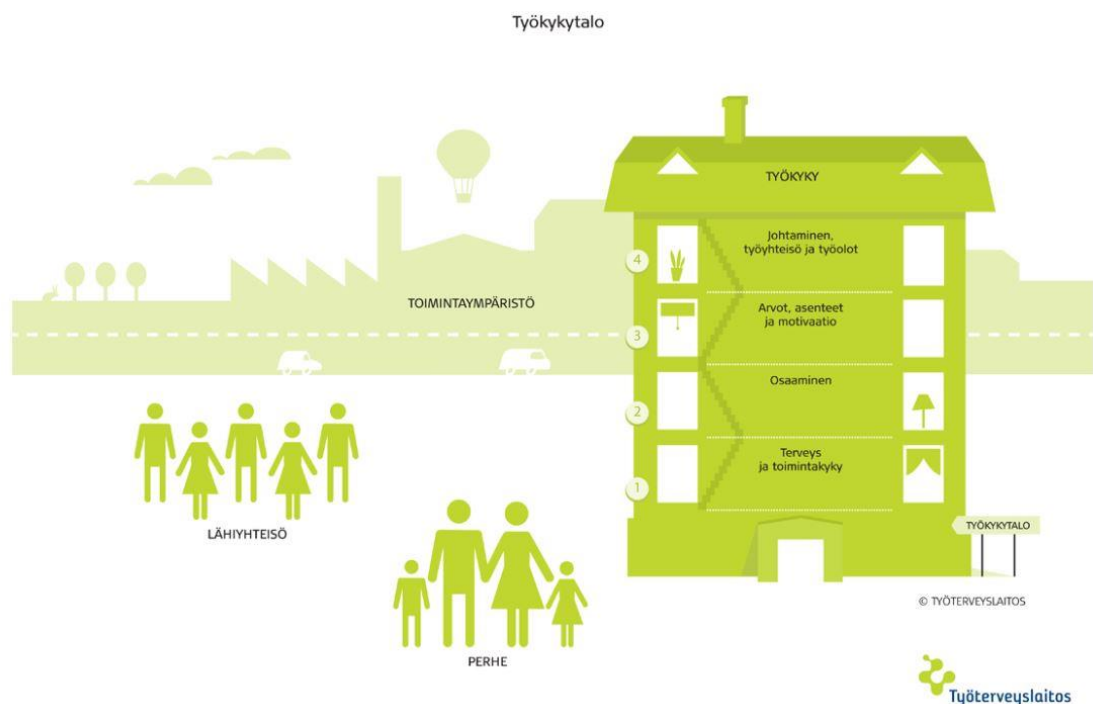 Työkykytalo
TYÖKYKY
4
Johtaminen,
työyhteisö ja työolot
TOIMINTAYMPÄRISTÖ
3
Arvot, asenteet
ja motivaatio
2
Osaaminen
1
Terveys
ja toimintakyky
LÄHIYHTEISÖ
TYÖKYKYTALO
PERHE
© TYÖTERVEYSLAITOS
Työterveyslaitos